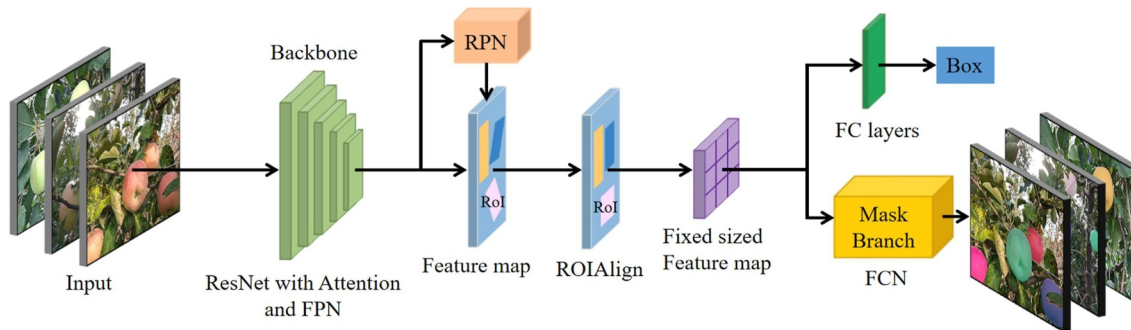 Backbone
RPN
Box
FC layers
RoI
RoI
Mask
Branch
Input
ResNet with Attention
and FPN
Feature map
ROIAlign
Fixed sized
Feature map
FCN